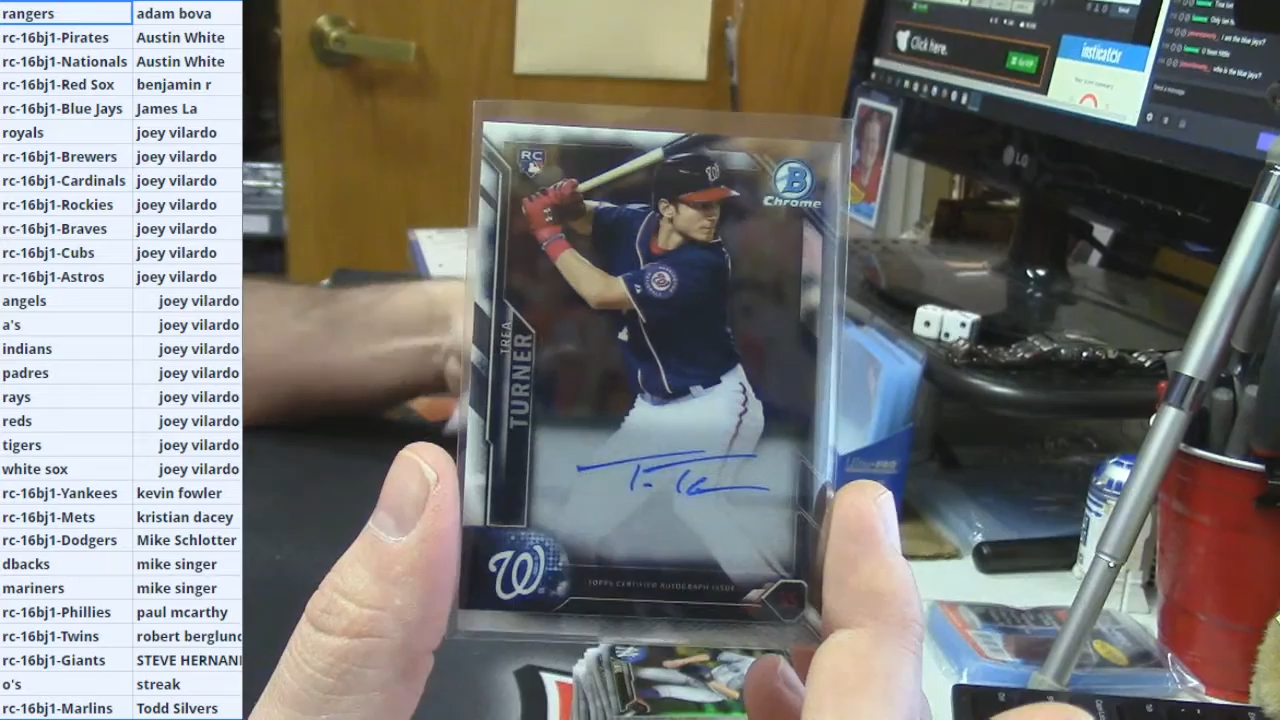 rangers adam bova
rc-16bj1-Pirates Austin White
rc-16bj1-Nationals Austin White
rc-16bj1-Red Sox benjamin r
rc-16bj1-Blue Jays James La
royals joey vilardo
rc-16bj1-Brewers joey vilardo
rc-16bj1-Cardinals joey vilardo
rc-16bj1-Rockies joey vilardo
rc-16bj1-Braves joey vilardo
rc-16bj1-Cubs joey vilardo
rc-16bj1-Astros joey vilardo
angels joey vilardo
a's joey vilardo
indians joey vilardo
padres joey vilardo
rays joey vilardo
reds joey vilardo
tigers joey vilardo
white sox joey vilardo
rc-16bj1-Yankees kevin fowler
rc-16bj1-Mets kristian dacey
rc-16bj1-Dodgers Mike Schlotter
dbacks mike singer
mariners mike singer
rc-16bj1-Phillies paul mcarthy
rc-16bj1-Twins robert berglund
rc-16bj1-Giants STEVE HERNAN
o's streak
rc-16bj1-Marlins Todd Silvers
RC
B
Chrome
W
TREA
TURNER
W
TOPPS CERTIFIED AUTOGRAPH ISSUE
Click here.
insticator
LG